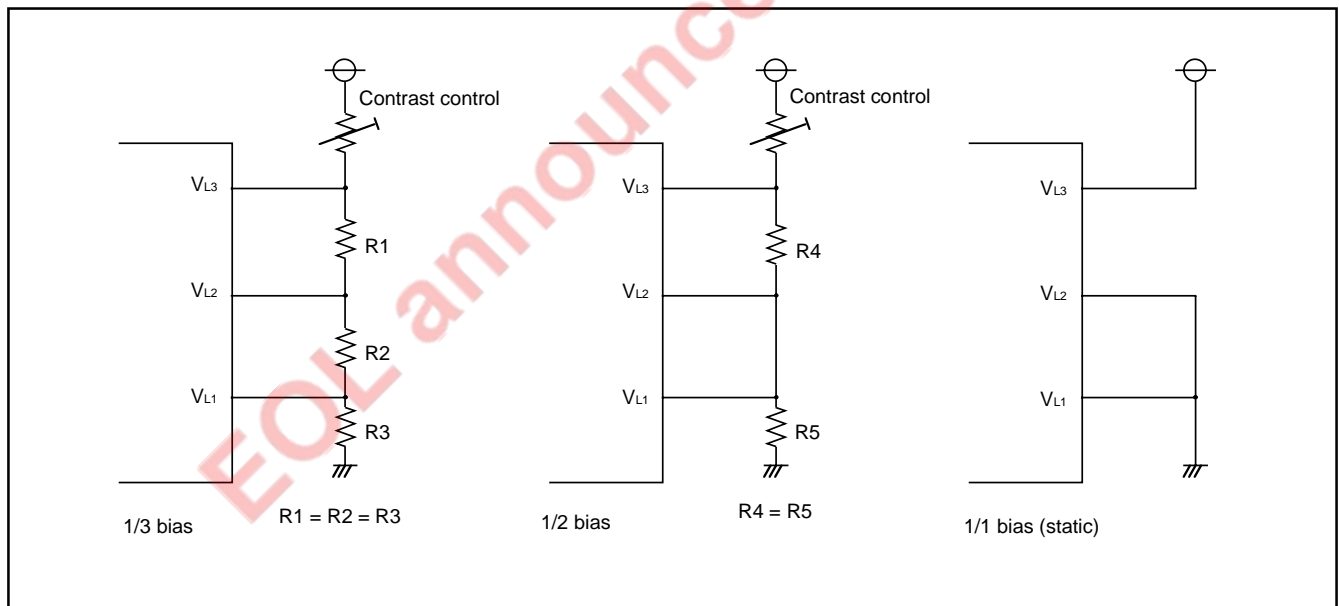 Contrast control
VL3
R1
VL2
R2
VL1
R3
1/3 bias
R1 = R2 = R3
Contrast control
VL3
R4
VL2
VL1
R5
1/2 bias
R4 = R5
VL3
VL2
VL1
1/1 bias (static)
EOL announce